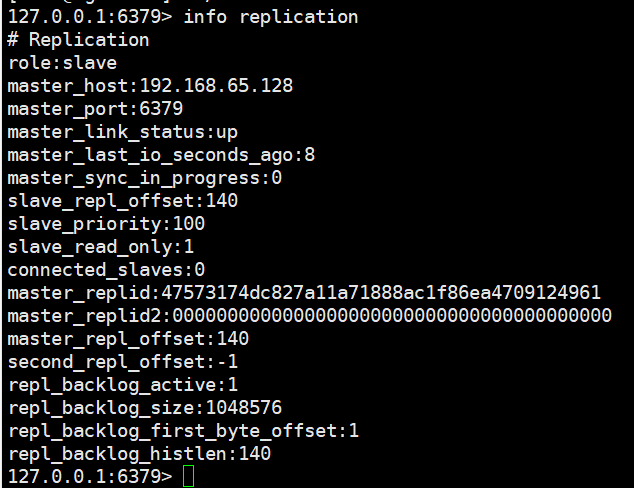 127.0.0.1:6379> info replication
# Replication
role:slave
master_host:192.168.65.128
master_port:6379
master_link_status:up
master_last_io_seconds_ago:8
master_sync_in_progress:0
slave_repl_offset:140
slave_priority:100
slave_read_only:1
connected_slaves:0
master_replid:47573174dc827a11a71888ac1f86ea4709124961
master_replid2:0000000000000000000000000000000000000000
master_repl_offset:140
second_repl_offset:-1
repl_backlog_active:1
repl_backlog_size:1048576
repl_backlog_first_byte_offset:1
repl_backlog_histlen:140
127.0.0.1:6379>